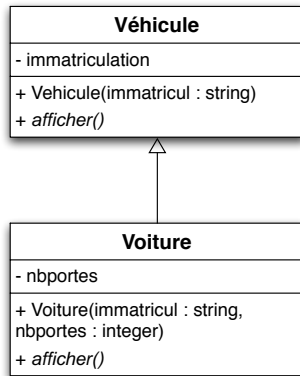 Véhicule
- immatriculation
+ Vehicule(immatricul : string)
+ afficher()
Voiture
- nbportes
+ Voiture(immatricul : string,
nbportes : integer)
+ afficher()